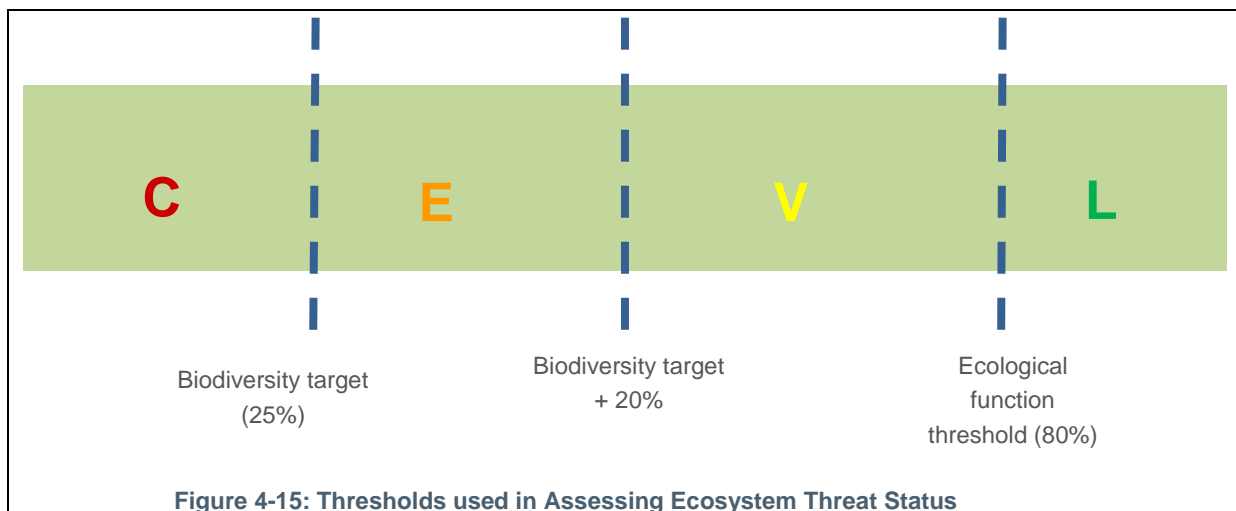 C
E
V
L
Biodiversity target
(25%)
Biodiversity target
+ 20%
Ecological
function
threshold (80%)
Figure 4-15: Thresholds used in Assessing Ecosystem Threat Status